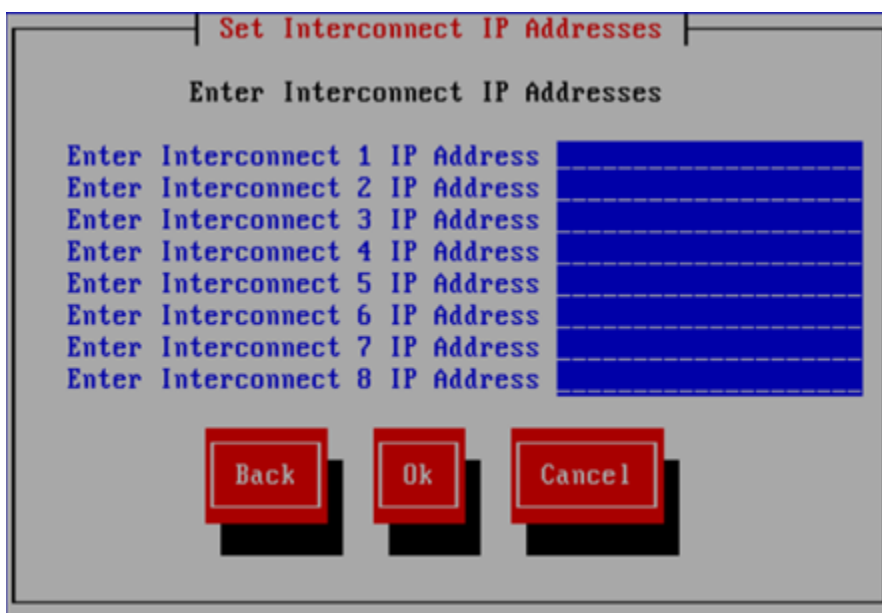 Set Interconnect IP Addresses
Enter Interconnect IP Addresses
Enter Interconnect 1 IP Address
Enter Interconnect 2 IP Address
Enter Interconnect 3 IP Address
Enter Interconnect 4 IP Address
Enter Interconnect 5 IP Address
Enter Interconnect 6 IP Address
Enter Interconnect 7 IP Address
Enter Interconnect 8 IP Address
Back Ok Cancel